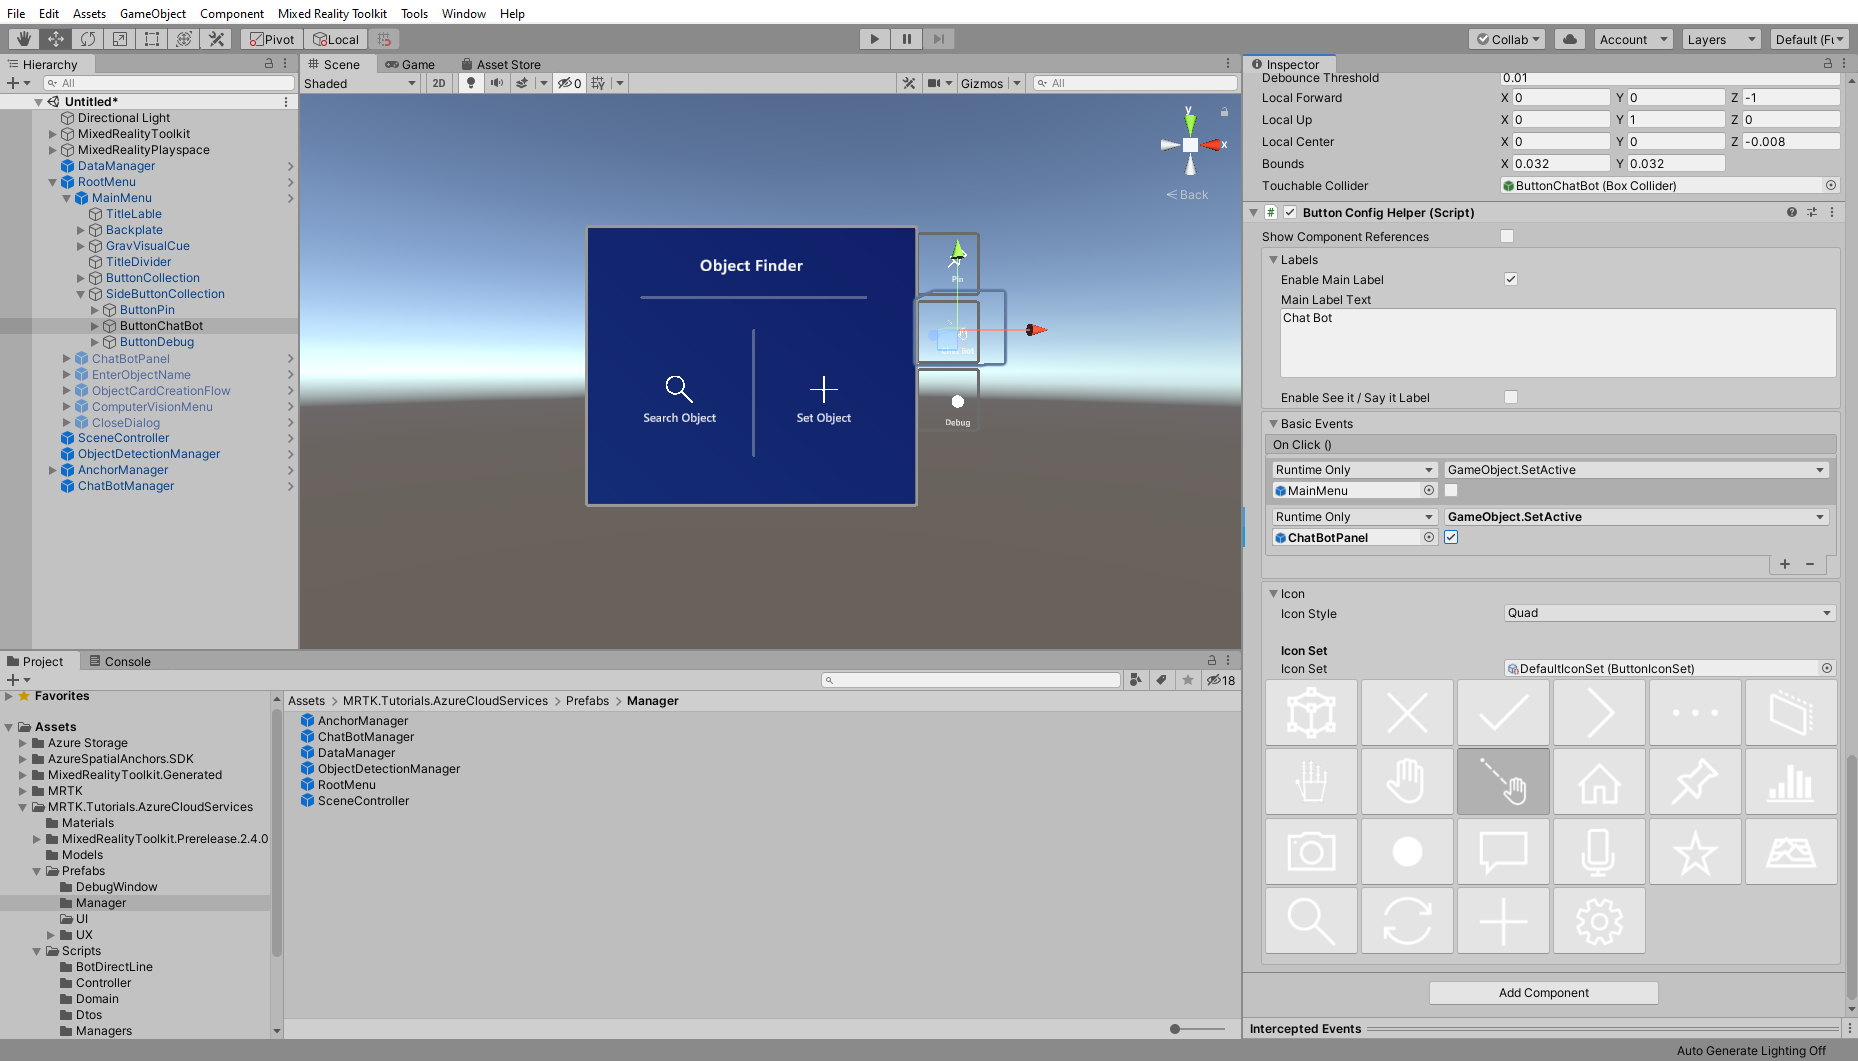 File Edit Assets GameObject Component Mixed Reality Toolkit Tools Window Help
Pivot Local Collab Account Layers
Hierarchy
All
Untitled*
Directional Light
MixedRealityToolkit
MixedRealityPlayspace
DataManager
RootMenu
MainMenu
TitleLable
Backplate
GravVisualCue
TitleDivider
ButtonCollection
SideButtonCollection
ButtonPin
ButtonChatBot
ButtonDebug
ChatBotPanel
EnterObjectName
ObjectCardCreationFlow
ComputerVisionMenu
CloseDialog
SceneController
ObjectDetectionManager
AnchorManager
ChatBotManager
Scene Game Asset Store
Shaded 2D 0 Gizmos All
y
x
Back
Object Finder
Search Object
Set Object
Pin
Debug
Project Console
18
Favorites
Assets
Azure Storage
AzureSpatialAnchors.SDK
MixedRealityToolkit.Generated
MRTK
MRTK.Tutorials.AzureCloudServices
Materials
MixedRealityToolkit.Prerelease.2.4.0
Models
Prefabs
DebugWindow
Manager
UI
UX
Scripts
BotDirectLine
Controller
Domain
Dtos
Managers
Assets > MRTK.Tutorials.AzureCloudServices > Prefabs > Manager
AnchorManager
ChatBotManager
DataManager
ObjectDetectionManager
RootMenu
SceneController
Inspector
Debounce Threshold 0.01
Local Forward X 0 Y 0 Z -1
Local Up X 0 Y 1 Z 0
Local Center X 0 Y 0 Z -0.008
Bounds X 0.032 Y 0.032
Touchable Collider ButtonChatBot (Box Collider)
# Button Config Helper (Script)
Show Component References
Labels
Enable Main Label
Main Label Text
Chat Bot
Enable See it / Say it Label
Basic Events
On Click ()
Runtime Only GameObject.SetActive
MainMenu
Runtime Only GameObject.SetActive
ChatBotPanel
+ −
Icon
Icon Style Quad
Icon Set
Icon Set DefaultIconSet (ButtonIconSet)
Add Component
Intercepted Events
Auto Generate Lighting Off